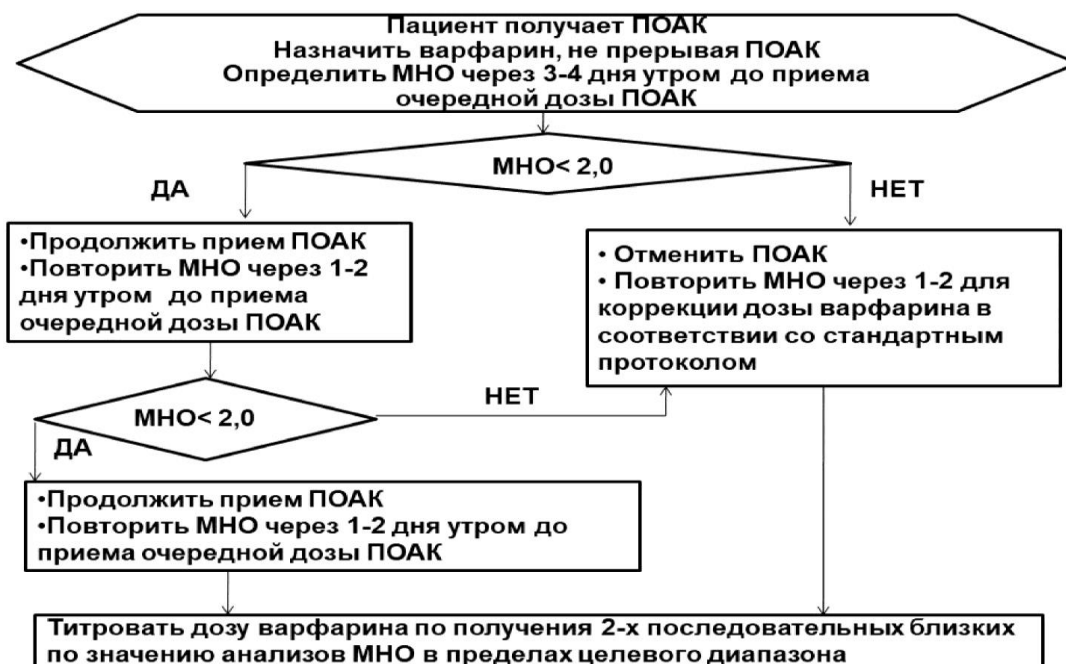 Пациент получает ПОАК
Назначить варфарин, не прерывая ПОАК
Определить МНО через 3-4 дня утром до приема
очередной дозы ПОАК
МНО< 2,0
ДА
НЕТ
•Продолжить прием ПОАК
•Повторить МНО через 1-2
дня утром до приема
очередной дозы ПОАК
• Отменить ПОАК
• Повторить МНО через 1-2 для
коррекции дозы варфарина в
соответствии со стандартным
протоколом
МНО< 2,0
НЕТ
ДА
•Продолжить прием ПОАК
•Повторить МНО через 1-2 дня утром до
приема очередной дозы ПОАК
Титровать дозу варфарина по получения 2-х последовательных близких
по значению анализов МНО в пределах целевого диапазона